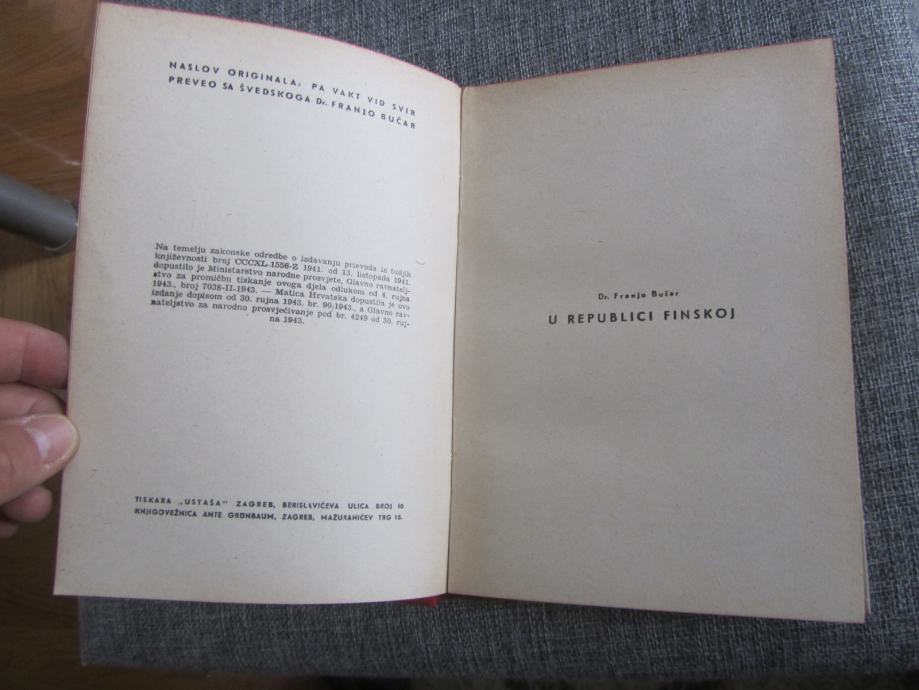 NASLOV ORIGINALA: PA VAKT VID SVIR
PREVEO SA ŠVEDSKOGA Dr. FRANJO BUČAR
Na temelju zakonske odredbe o izdavanju prievoda iz tudjih
književnosti broj CCCXL-1556-Z 1941. od 13. listopada 1941.
dopustilo je Ministarstvo narodne prosvjete, Glavno ravnatelj-
stvo za promičbu tiskanje ovoga djela odlukom od 4. rujna
1943., broj 7038-II-1943. — Matica Hrvatska dopustila je ovo
izdanje dopisom od 30. rujna 1943. br. 90/1943., a Glavno rav-
nateljstvo za narodno prosvjećivanje pod br. 4249 od 30. ruj-
na 1943.
TISKARA „USTAŠA" ZAGREB, BERISLAVIĆEVA ULICA BROJ 10
KNJIGOVEŽNICA ANTE GRÜNBAUM, ZAGREB, MAŽURANIĆEV TRG 13.
Dr. Franjo Bučar
U REPUBLICI FINSKOJ